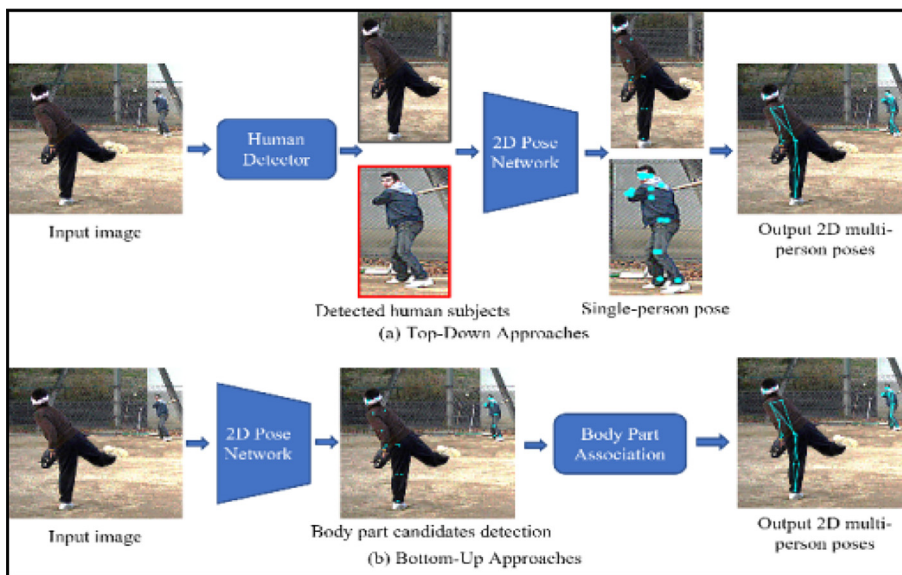 Human
Detector
2D Pose
Network
Input image
Detected human subjects
Single-person pose
Output 2D multi-
person poses
(a) Top-Down Approaches
2D Pose
Network
Body Part
Association
Input image
Body part candidates detection
Output 2D multi-
person poses
(b) Bottom-Up Approaches